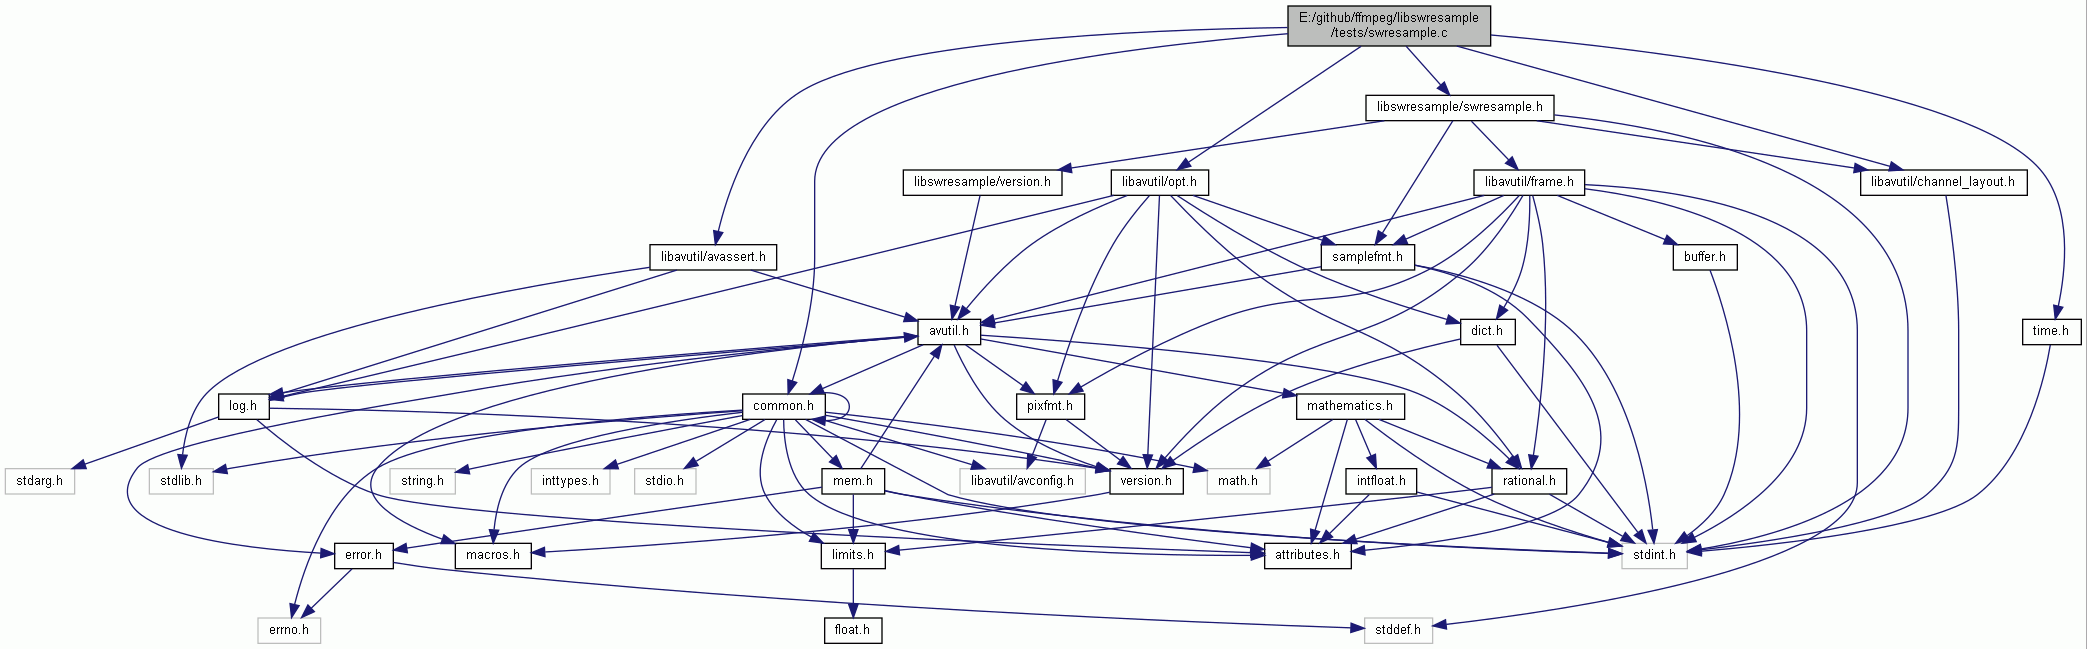 E:/github/ffmpeg/libswresample
/tests/swresample.c
libswresample/swresample.h
libswresample/version.h
libavutil/opt.h
libavutil/frame.h
libavutil/channel_layout.h
libavutil/avassert.h
samplefmt.h
buffer.h
avutil.h
dict.h
time.h
log.h
common.h
pixfmt.h
mathematics.h
stdarg.h
stdlib.h
string.h
inttypes.h
stdio.h
mem.h
libavutil/avconfig.h
version.h
math.h
intfloat.h
rational.h
error.h
macros.h
limits.h
attributes.h
stdint.h
errno.h
float.h
stddef.h